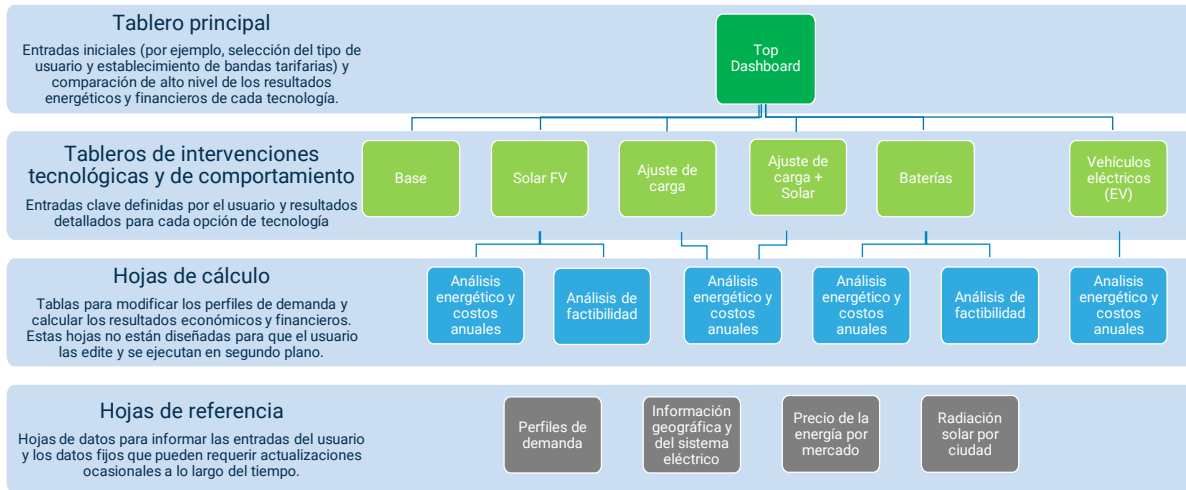 Tablero principal
Entradas iniciales (por ejemplo, selección del tipo de
usuario y establecimiento de bandas tarifarias) y
comparación de alto nivel de los resultados
energéticos y financieros de cada tecnología.
Top
Dashboard
Tableros de intervenciones
tecnológicas y de comportamiento
Entradas clave definidas por el usuario y resultados
detallados para cada opción de tecnología
Base
Solar FV
Ajuste de
carga
Ajuste de
carga +
Solar
Baterías
Vehículos
eléctricos
(EV)
Hojas de cálculo
Tablas para modificar los perfiles de demanda y
calcular los resultados económicos y financieros.
Estas hojas no están diseñadas para que el usuario
las edite y se ejecutan en segundo plano.
Análisis
energético y
costos
anuales
Análisis de
factibilidad
Análisis
energético y
costos
anuales
Análisis
energético y
costos
anuales
Análisis de
factibilidad
Analisis
energético y
costos
anuales
Hojas de referencia
Hojas de datos para informar las entradas del usuario
y los datos fijos que pueden requerir actualizaciones
ocasionales a lo largo del tiempo.
Perfiles de
demanda
Información
geográfica y
del sistema
eléctrico
Precio de la
energía por
mercado
Radiación
solar por
ciudad